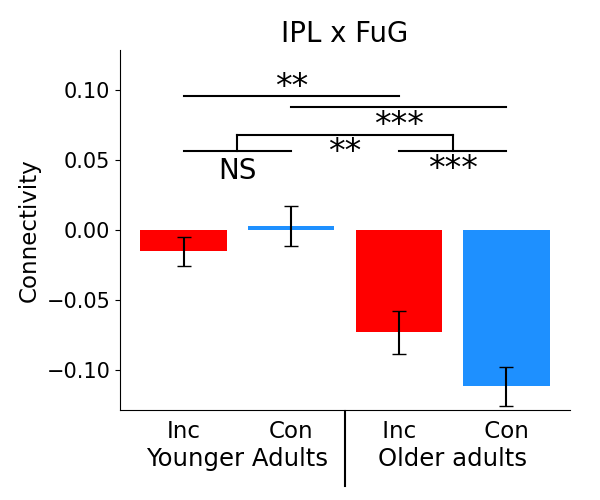 IPL x FuG
**
***
**
NS
***
Connectivity
0.10
0.05
0.00
−0.05
−0.10
Inc Con Inc Con
Younger Adults Older adults